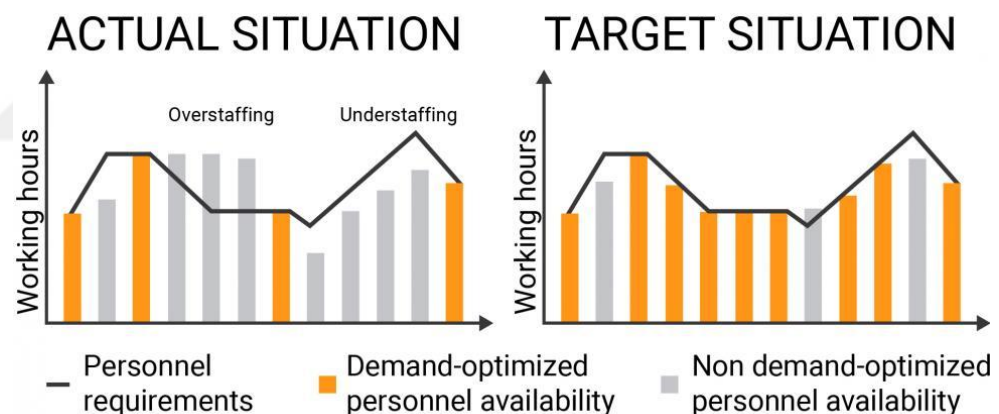 ACTUAL SITUATION
TARGET SITUATION
Working hours
Overstaffing
Understaffing
Working hours
Personnel
requirements
Demand-optimized
personnel availability
Non demand-optimized
personnel availability